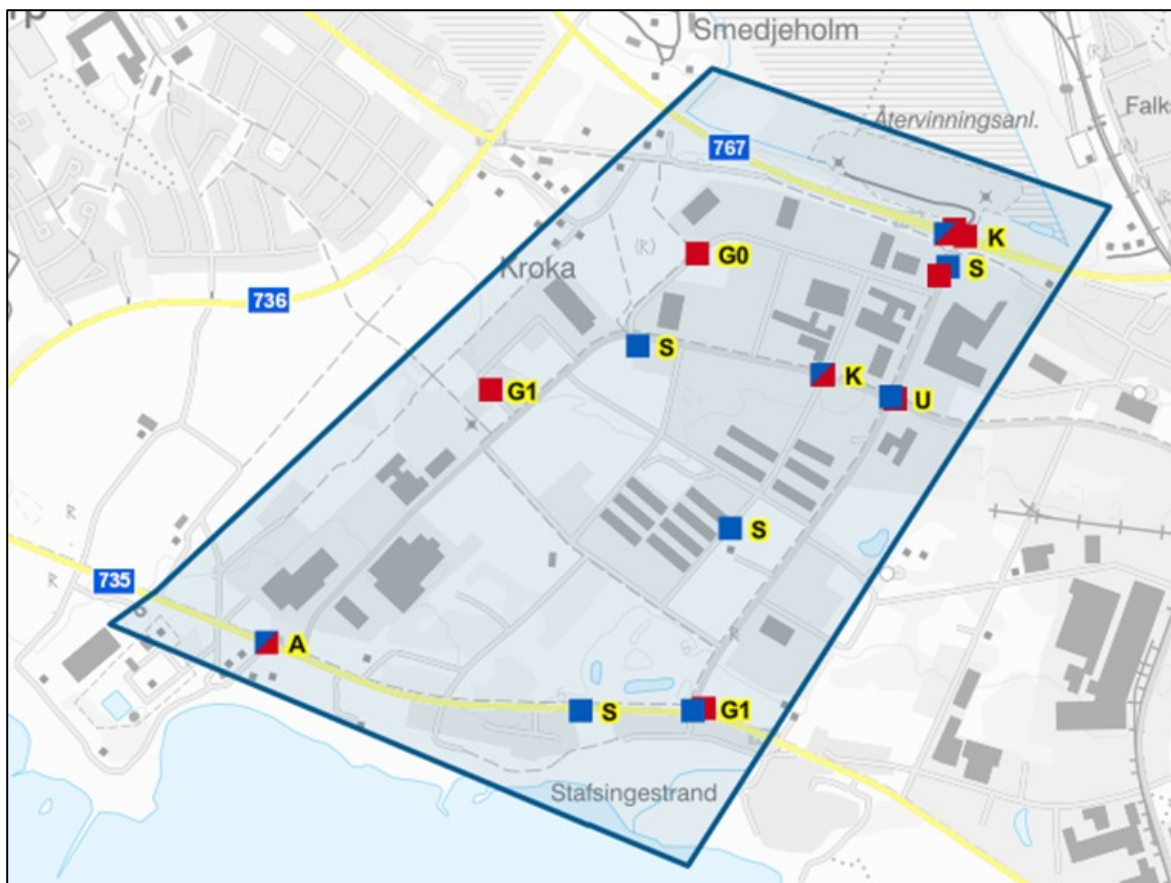 Smedjeholm
Återvinningsanl.
Falk
767
K
G0
S
Kroka
(R)
736
S
K
G1
U
S
735
A
S
G1
R
R
R
Stafsingestrand